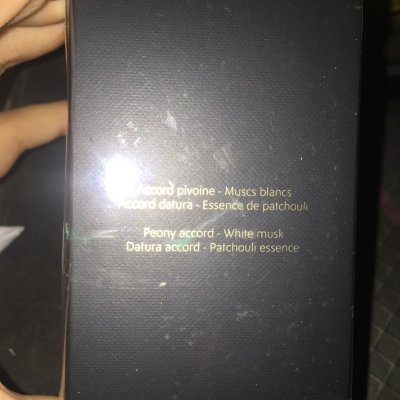 Accord pivoine - Muscs blancs
Accord datura - Essence de patchouli
Peony accord - White musk
Datura accord - Patchouli essence